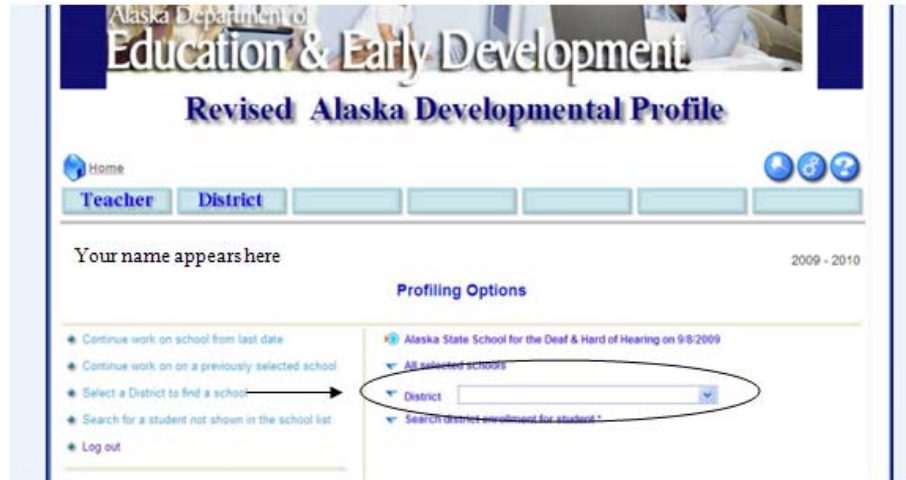 Alaska Department of
Education & Early Development
Revised Alaska Developmental Profile
Home
Teacher District
Your name appears here
2009 - 2010
Profiling Options
Continue work on school from last date
Continue work on on a previously selected school
Select a District to find a school
Search for a student not shown in the school list
Log out
Alaska State School for the Deaf & Hard of Hearing on 9/8/2009
All selected schools
District
Search district enrollment for student *